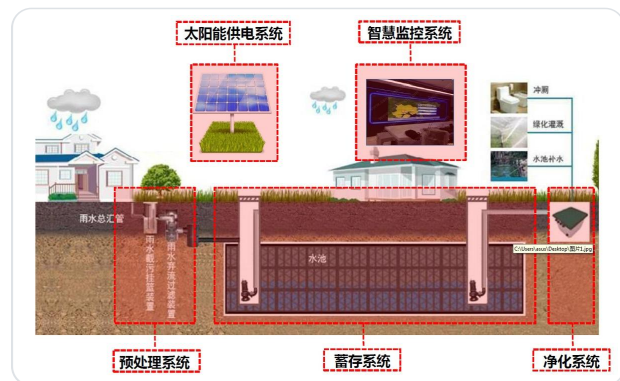 太阳能供电系统
智慧监控系统
冲厕
绿化灌溉
水池补水
雨水总汇管
雨水截污挂篮装置
雨水弃流过滤装置
水池
C:\Users\asus\Desktop\图片1.jpg
预处理系统
蓄存系统
净化系统